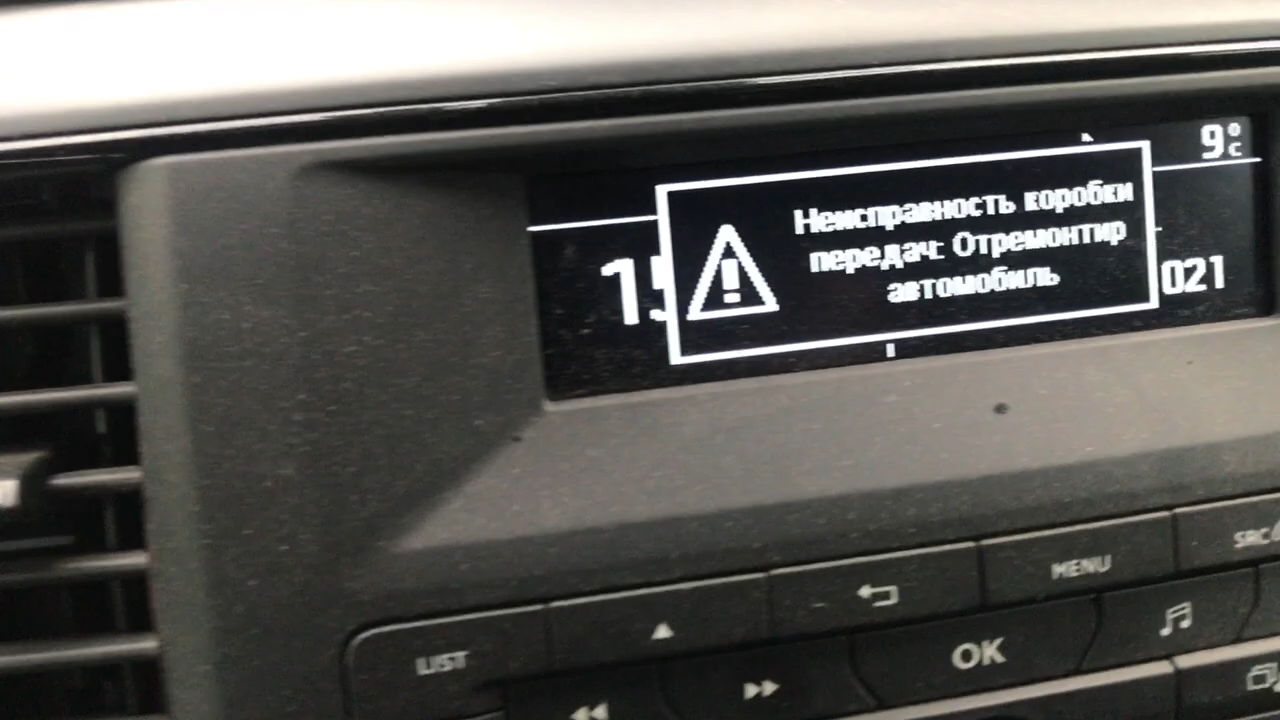 9°C
Неисправность коробки
передач: Отремонтир
автомобиль
021
MENU
LIST
OK